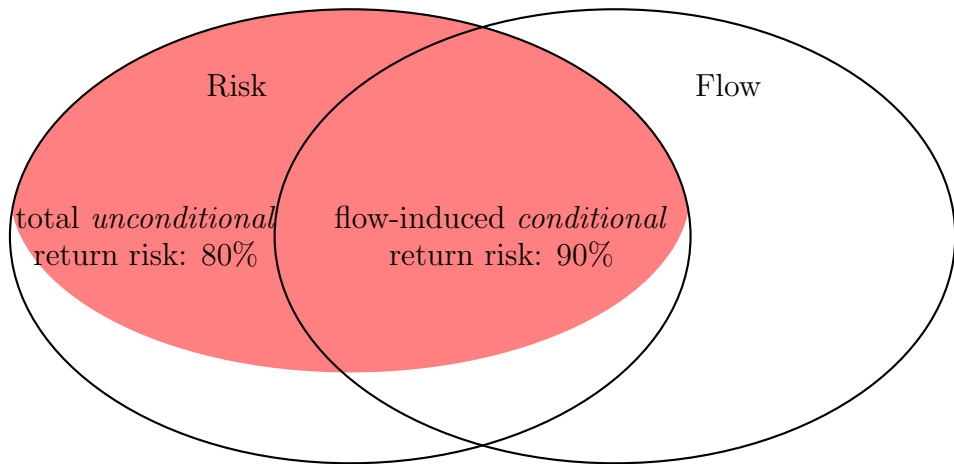 Risk
Flow
total unconditional
return risk: 80%
flow-induced conditional
return risk: 90%